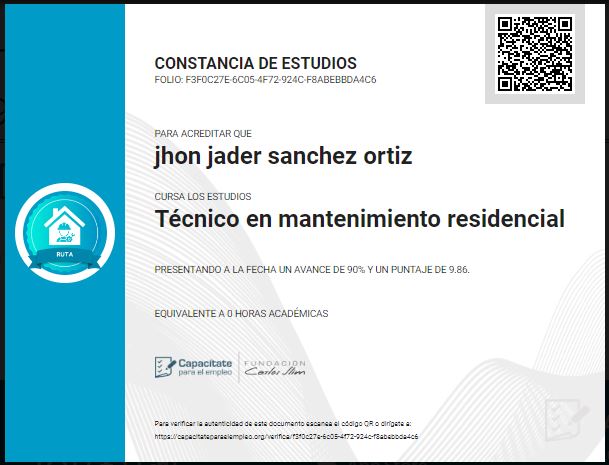 CONSTANCIA DE ESTUDIOS
FOLIO: F3F0C27E-6C05-4F72-924C-F8ABEBBDA4C6
PARA ACREDITAR QUE
jhon jader sanchez ortiz
CURSA LOS ESTUDIOS
Técnico en mantenimiento residencial
RUTA
PRESENTANDO A LA FECHA UN AVANCE DE 90% Y UN PUNTAJE DE 9.86.
EQUIVALENTE A 0 HORAS ACADÉMICAS
Capacítate
para el empleo
FUNDACIÓN
Carlos Slim
Para verificar la autenticidad de este documento escanea el código QR o dirígete a:
https://capacitateparaelempleo.org/verifica/f3f0c27e-6c05-4f72-924c-f8abebbda4c6